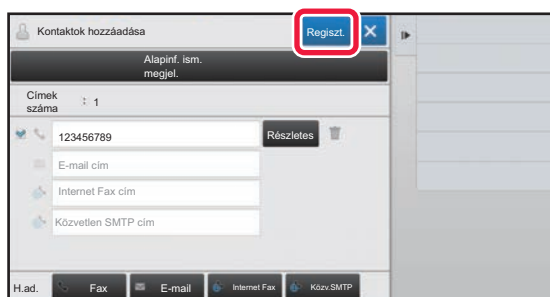 Kontaktok hozzáadása
Regiszt.
Alapinf. ism.
megjel.
Címek
száma : 1
123456789 Részletes
E-mail cím
Internet Fax cím
Közvetlen SMTP cím
H.ad. Fax E-mail Internet Fax Közv.SMTP